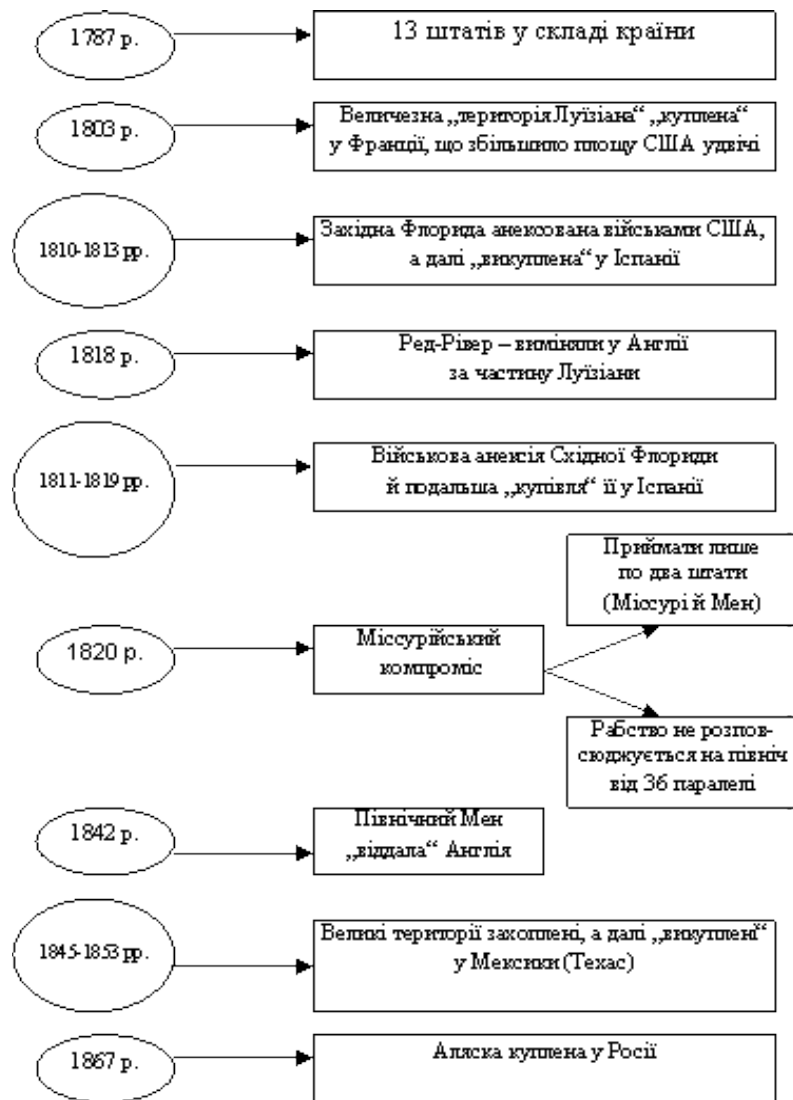 1787 р.
13 штатів у складі країни
1803 р.
Величезна „територія Луїзіана“ „куплена“
у Франції, що збільшило площу США удвічі
1810-1813 рр.
Західна Флорида анексована військами США,
а далі „викуплена“ у Іспанії
1818 р.
Ред-Рівер – виміняли у Англії
за частину Луїзіани
1811-1819 рр.
Військова анексія Східної Флориди
й подальша „купівля“ її у Іспанії
1820 р.
Міссурійський
компроміс
Приймати лише
по два штати
(Міссурі й Мен)
Рабство не розпов-
сюджується на північ
від 36 паралелі
1842 р.
Північний Мен
„віддала“ Англія
1845-1853 рр.
Великі території захоплені, а далі „викуплені“
у Мексики (Техас)
1867 р.
Аляска куплена у Росії